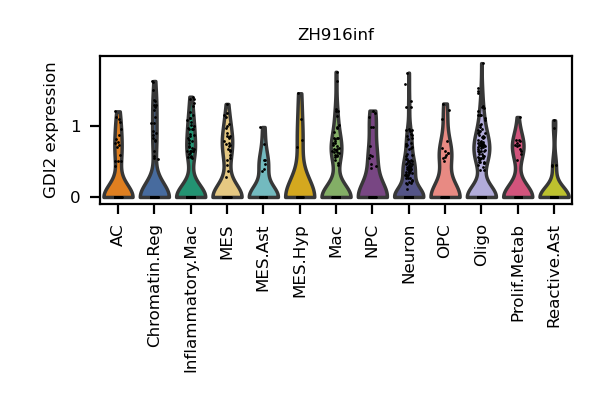 ZH916inf
GDI2 expression
1
0
AC
Chromatin.Reg
Inflammatory.Mac
MES
MES.Ast
MES.Hyp
Mac
NPC
Neuron
OPC
Oligo
Prolif.Metab
Reactive.Ast